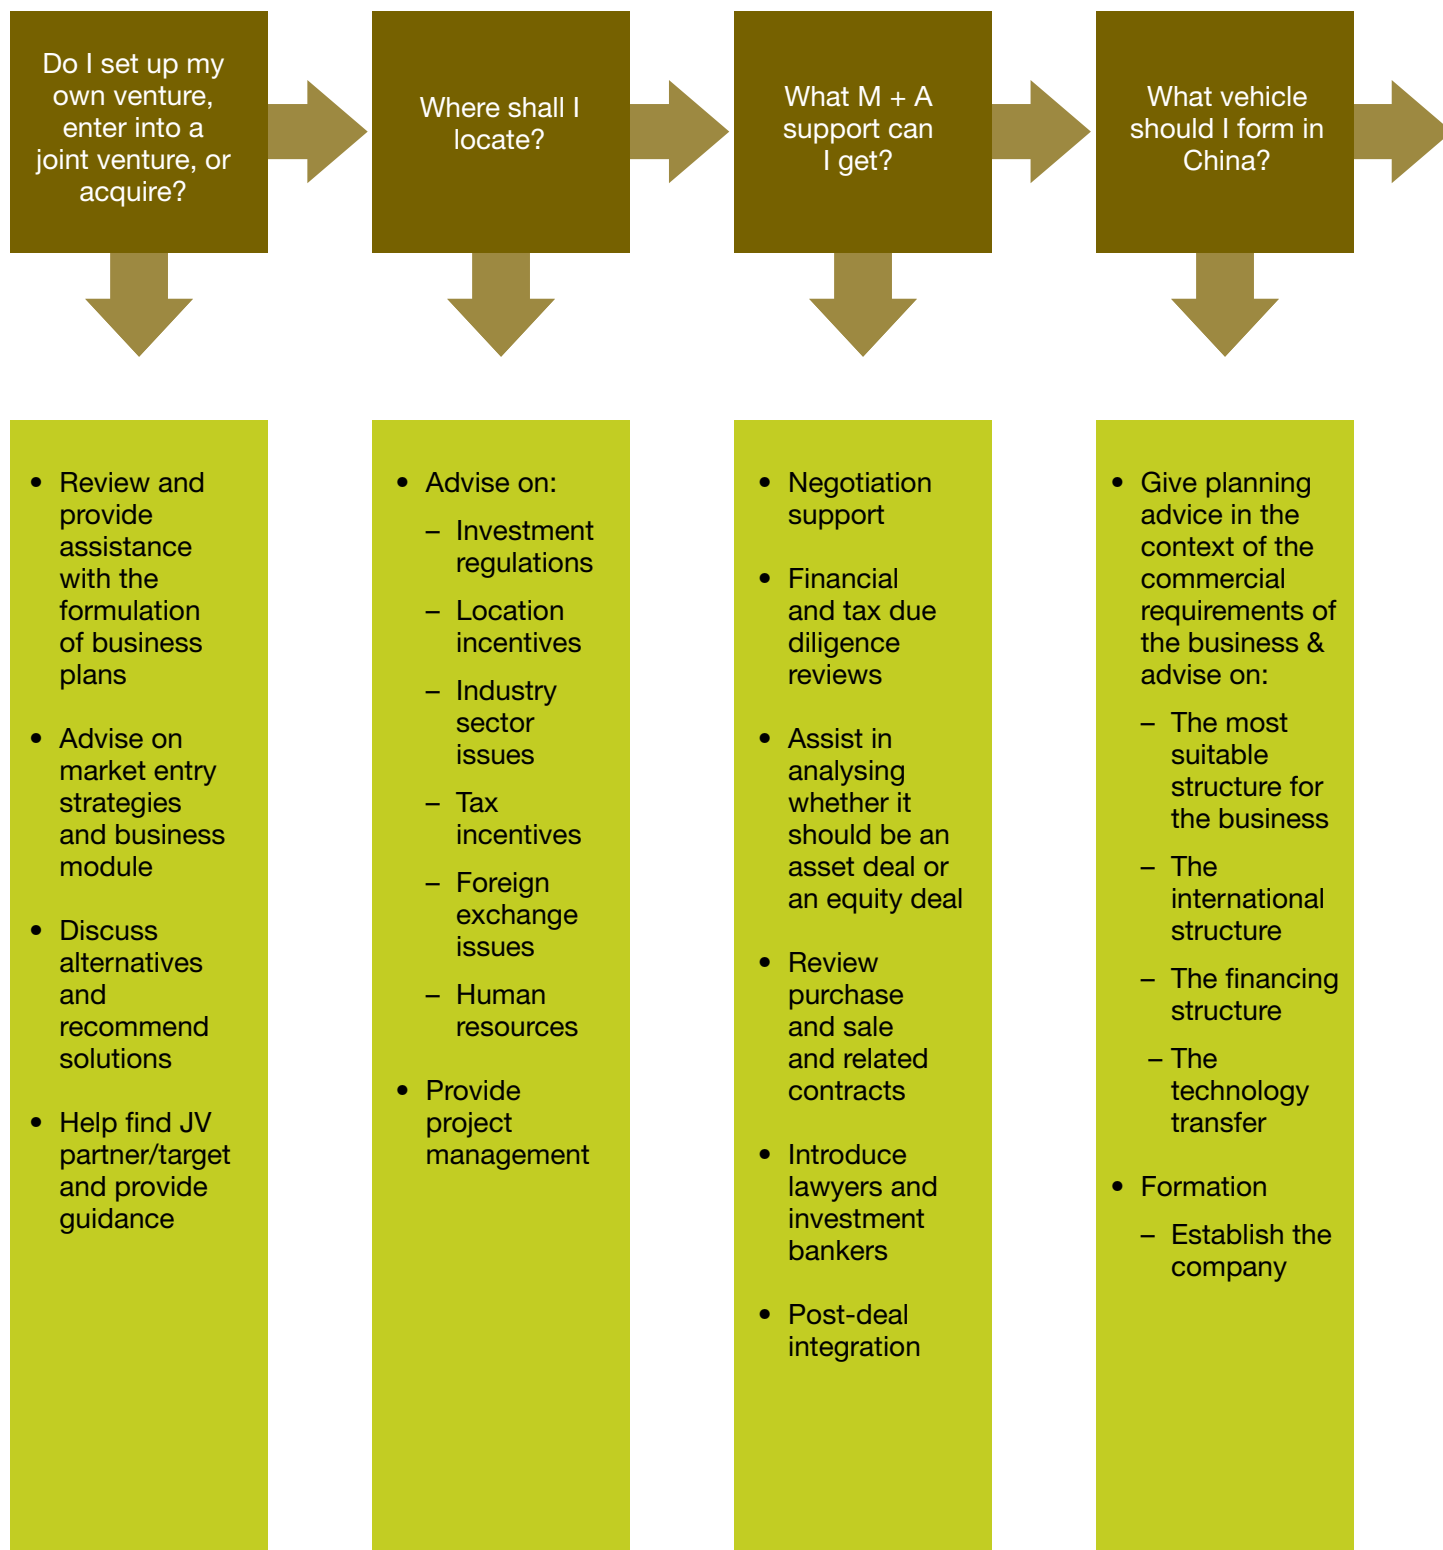 Do I set up my
own venture,
enter into a
joint venture, or
acquire?
Where shall I
locate?
What M + A
support can
I get?
What vehicle
should I form in
China?
• Review and
provide
assistance
with the
formulation
of business
plans
• Advise on
market entry
strategies
and business
module
• Discuss
alternatives
and
recommend
solutions
• Help find JV
partner/target
and provide
guidance
• Advise on:
– Investment
regulations
– Location
incentives
– Industry
sector
issues
– Tax
incentives
– Foreign
exchange
issues
– Human
resources
• Provide
project
management
• Negotiation
support
• Financial
and tax due
diligence
reviews
• Assist in
analysing
whether it
should be an
asset deal or
an equity deal
• Review
purchase
and sale
and related
contracts
• Introduce
lawyers and
investment
bankers
• Post-deal
integration
• Give planning
advice in the
context of the
commercial
requirements of
the business &
advise on:
– The most
suitable
structure for
the business
– The
international
structure
– The financing
structure
– The
technology
transfer
• Formation
– Establish the
company